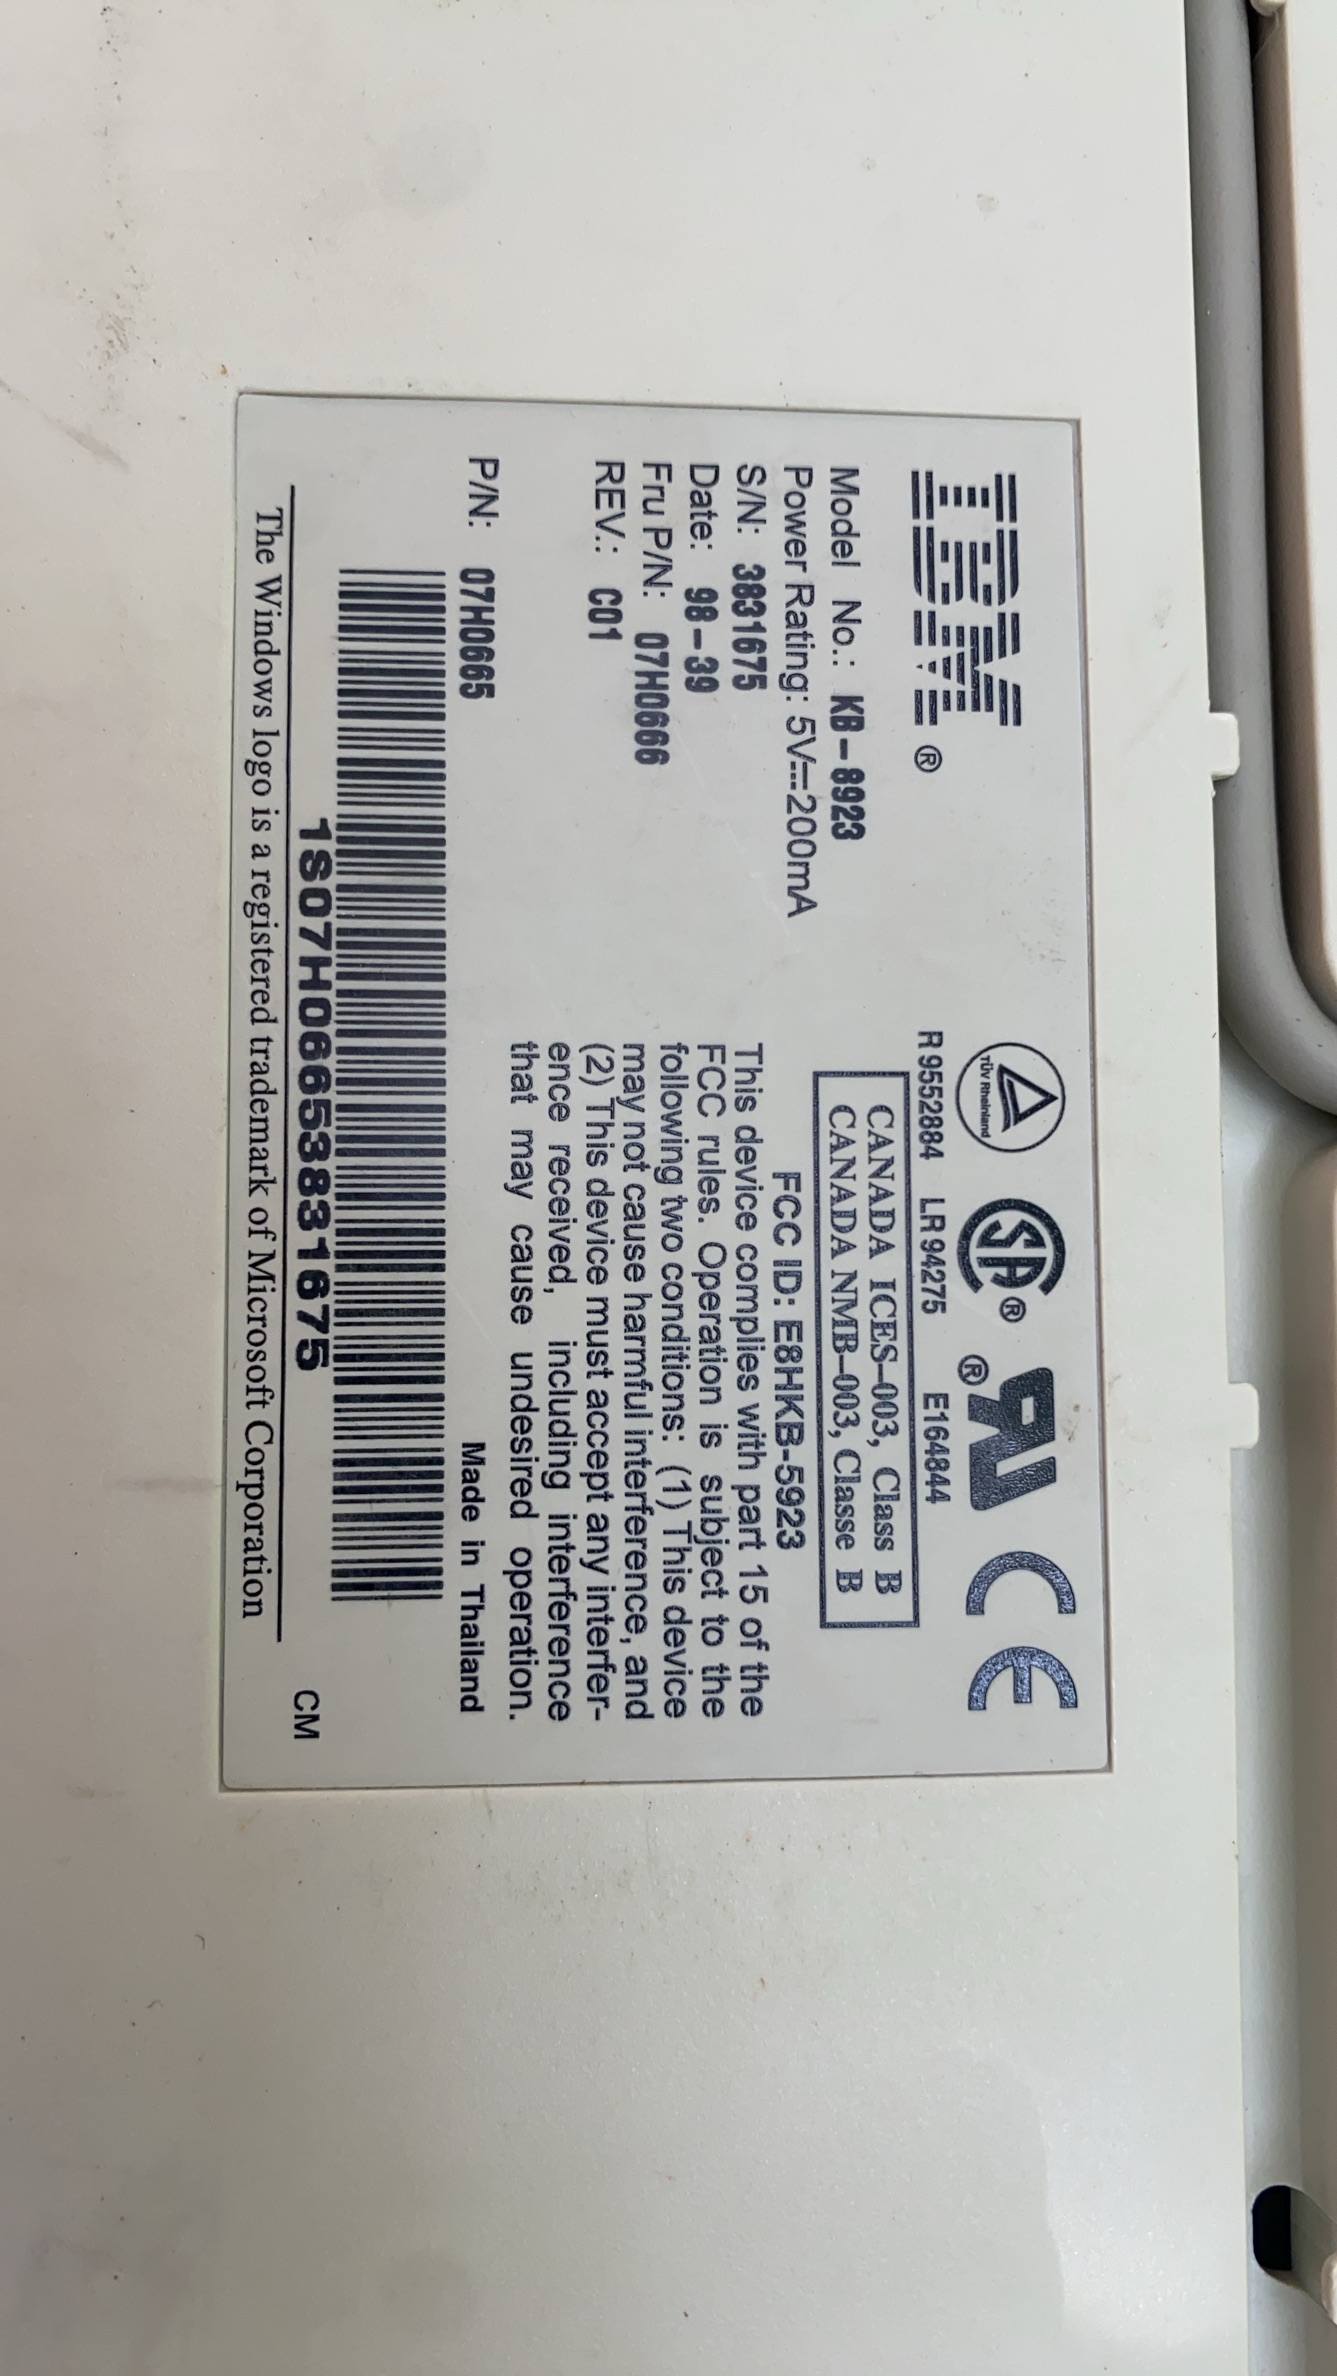 IBM®
Model No.: KB-8923
Power Rating: 5V⎓200mA
S/N: 3831675
Date: 98-39
Fru P/N: 07H0666
REV.: C01
P/N: 07H0665
TÜV Rheinland
SA® ®
CE
R9552884 LR94275 E164844
CANADA ICES-003, Class B
CANADA NMB-003, Classe B
FCC ID: E8HKB-5923
This device complies with part 15 of the
FCC rules. Operation is subject to the
following two conditions: (1) This device
may not cause harmful interference, and
(2) This device must accept any interfer-
ence received, including interference
that may cause undesired operation.
Made in Thailand
1S07H06653831675
CM
The Windows logo is a registered trademark of Microsoft Corporation